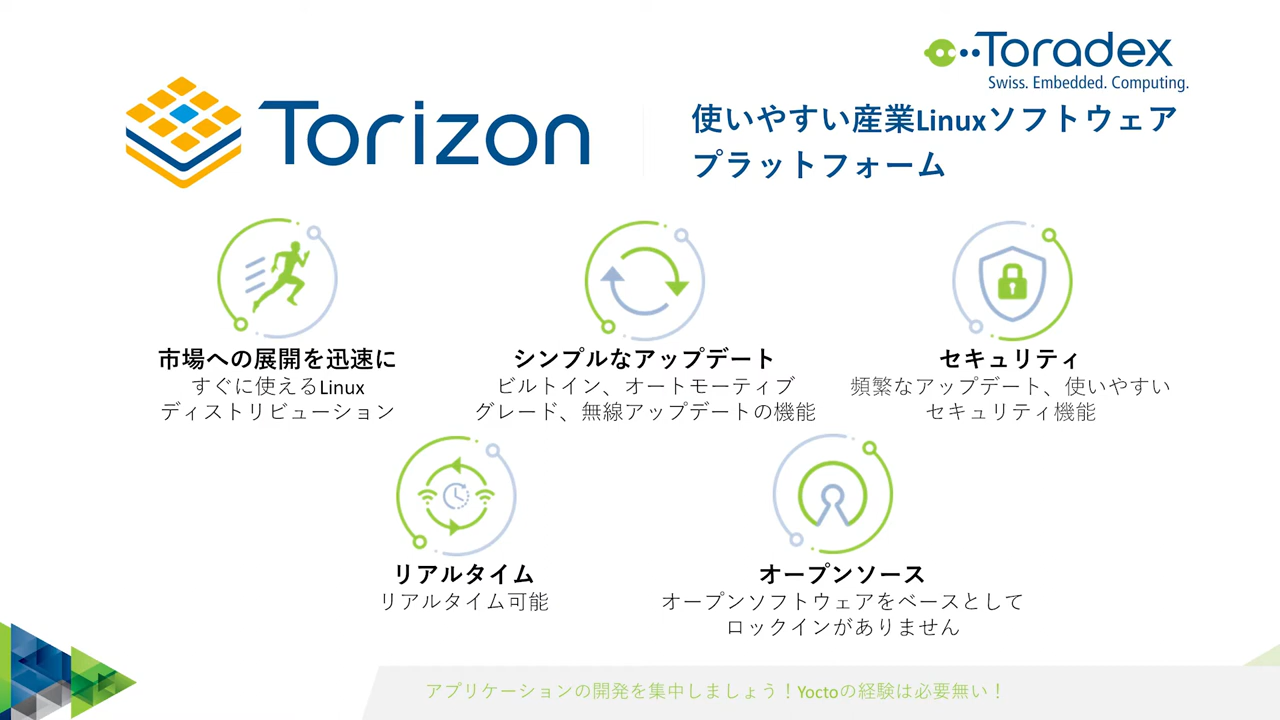 Toradex
Swiss. Embedded. Computing.
Torizon
使いやすい産業Linuxソフトウェア
プラットフォーム
市場への展開を迅速に
すぐに使えるLinux
ディストリビューション
シンプルなアップデート
ビルトイン、オートモーティブ
グレード、無線アップデートの機能
セキュリティ
頻繁なアップデート、使いやすい
セキュリティ機能
リアルタイム
リアルタイム可能
オープンソース
オープンソフトウェアをベースとして
ロックインがありません
アプリケーションの開発を集中しましょう！Yoctoの経験は必要無い！